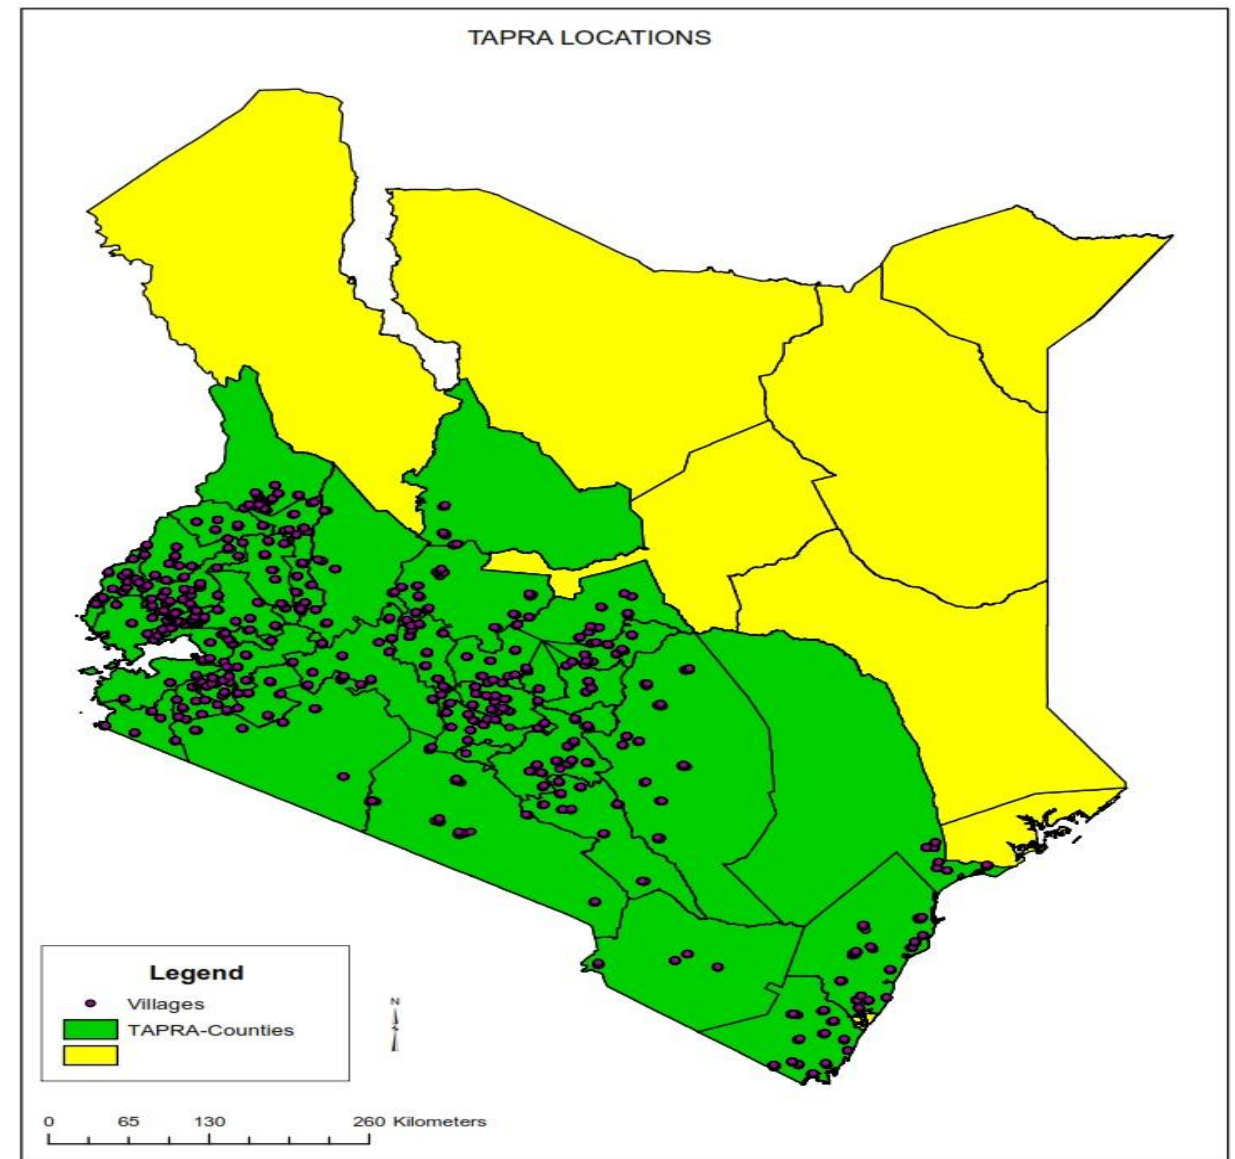 TAPRA LOCATIONS
Legend
Villages
TAPRA-Counties
N
0 65 130 260 Kilometers